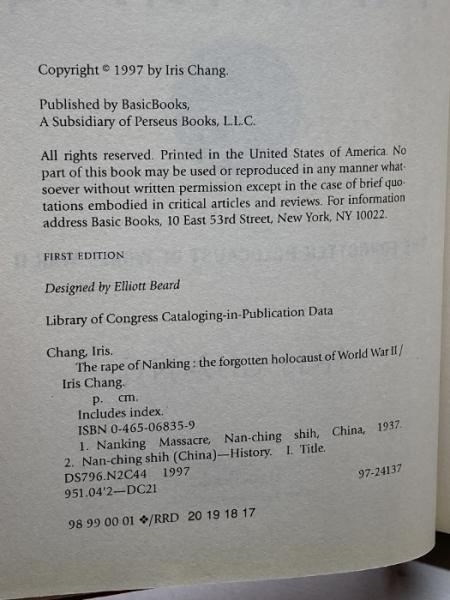 Copyright © 1997 by Iris Chang.
Published by BasicBooks,
A Subsidiary of Perseus Books, L.L.C.
All rights reserved. Printed in the United States of America. No
part of this book may be used or reproduced in any manner what-
soever without written permission except in the case of brief quo-
tations embodied in critical articles and reviews. For information
address Basic Books, 10 East 53rd Street, New York, NY 10022.
FIRST EDITION
Designed by Elliott Beard
Library of Congress Cataloging-in-Publication Data
Chang, Iris.
The rape of Nanking : the forgotten holocaust of World War II /
Iris Chang.
p. cm.
Includes index.
ISBN 0-465-06835-9
1. Nanking Massacre, Nan-ching shih, China, 1937.
2. Nan-ching shih (China)—History. I. Title.
DS796.N2C44 1997
951.04'2—DC21 97-24137
98 99 00 01 ❖/RRD 20 19 18 17